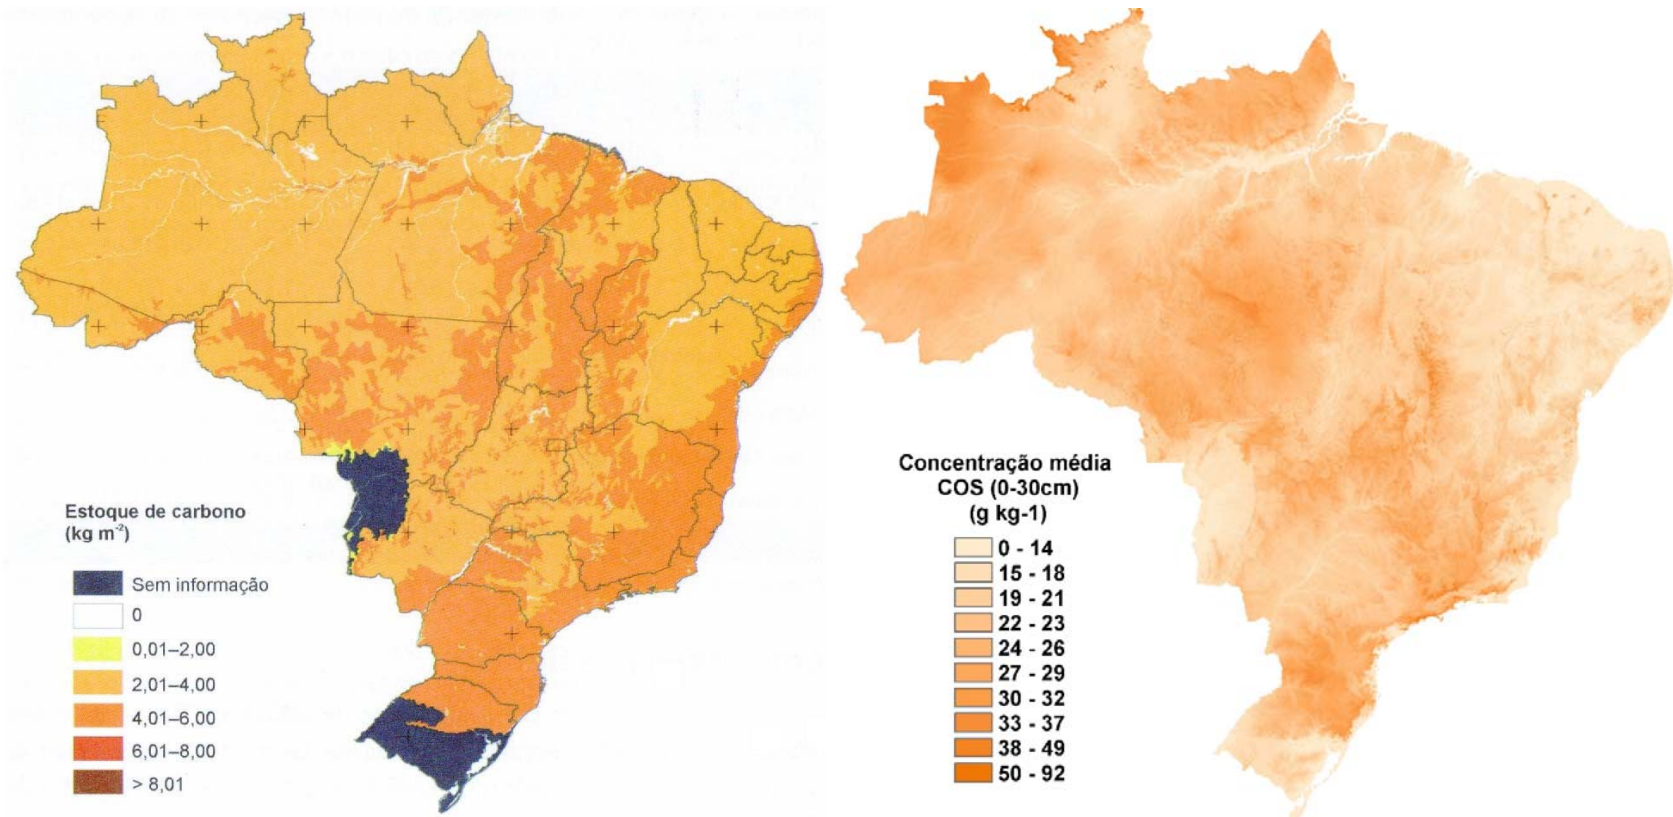 Estoque de carbono
(kg m⁻²)
Sem informação
0
0,01–2,00
2,01–4,00
4,01–6,00
6,01–8,00
> 8,01
Concentração média
COS (0-30cm)
(g kg-1)
0 - 14
15 - 18
19 - 21
22 - 23
24 - 26
27 - 29
30 - 32
33 - 37
38 - 49
50 - 92